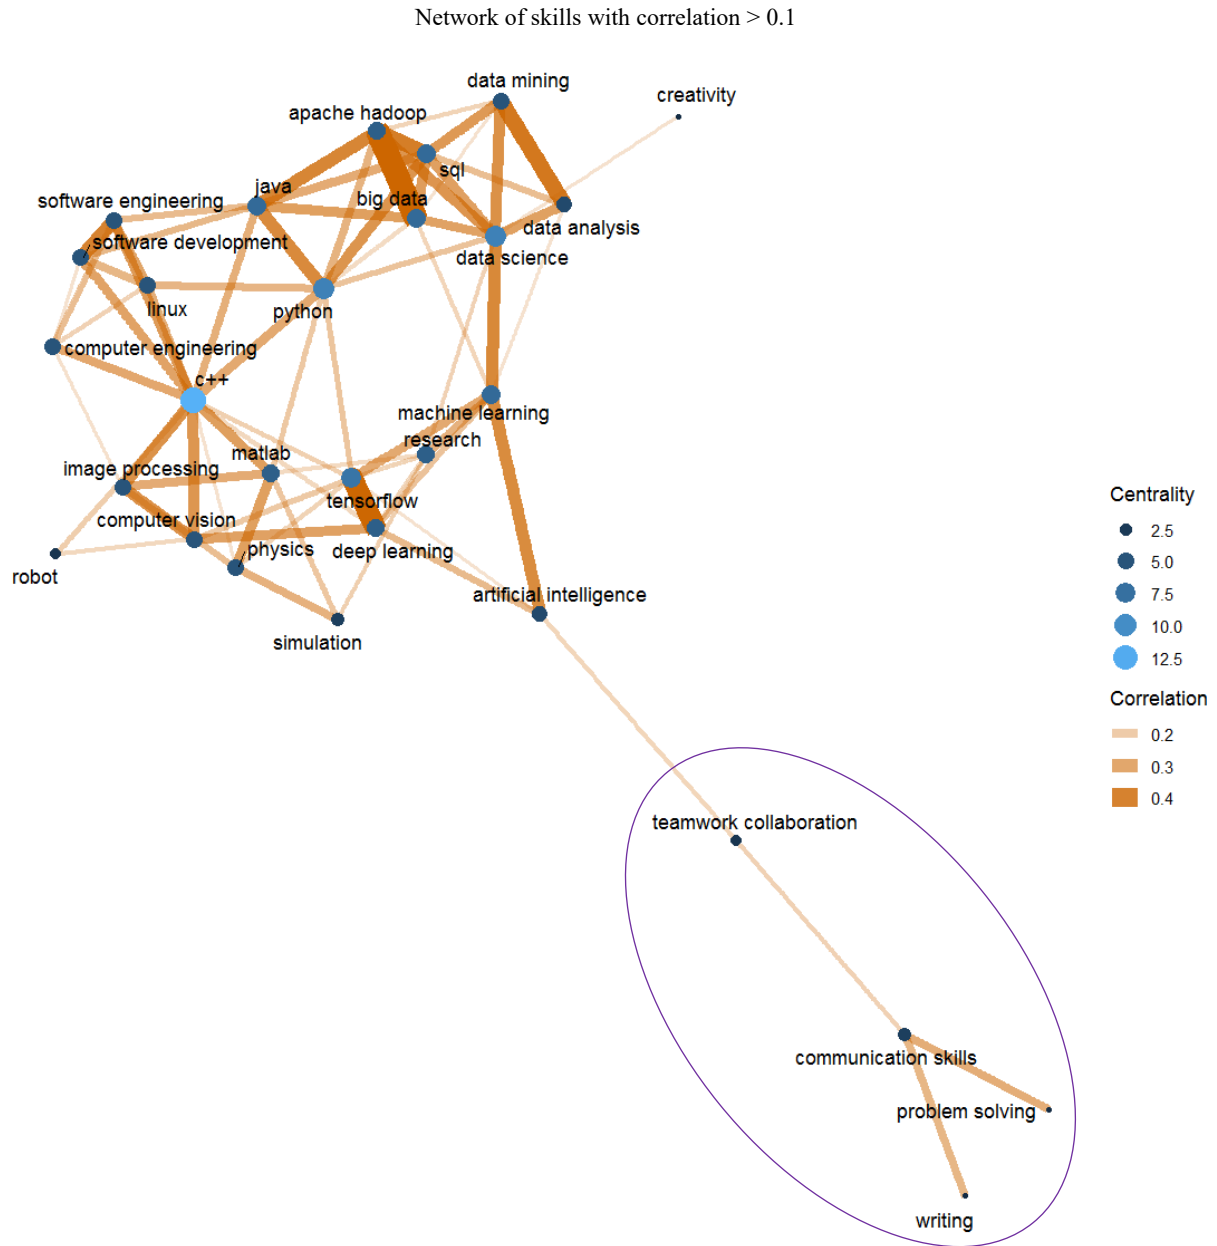 Network of skills with correlation > 0.1
data mining
creativity
apache hadoop
sql
java
big data
software engineering
data analysis
software development
data science
linux
python
computer engineering
c++
machine learning
research
matlab
image processing
tensorflow
computer vision
physics
deep learning
robot
artificial intelligence
simulation
teamwork collaboration
communication skills
problem solving
writing
Centrality
2.5
5.0
7.5
10.0
12.5
Correlation
0.2
0.3
0.4